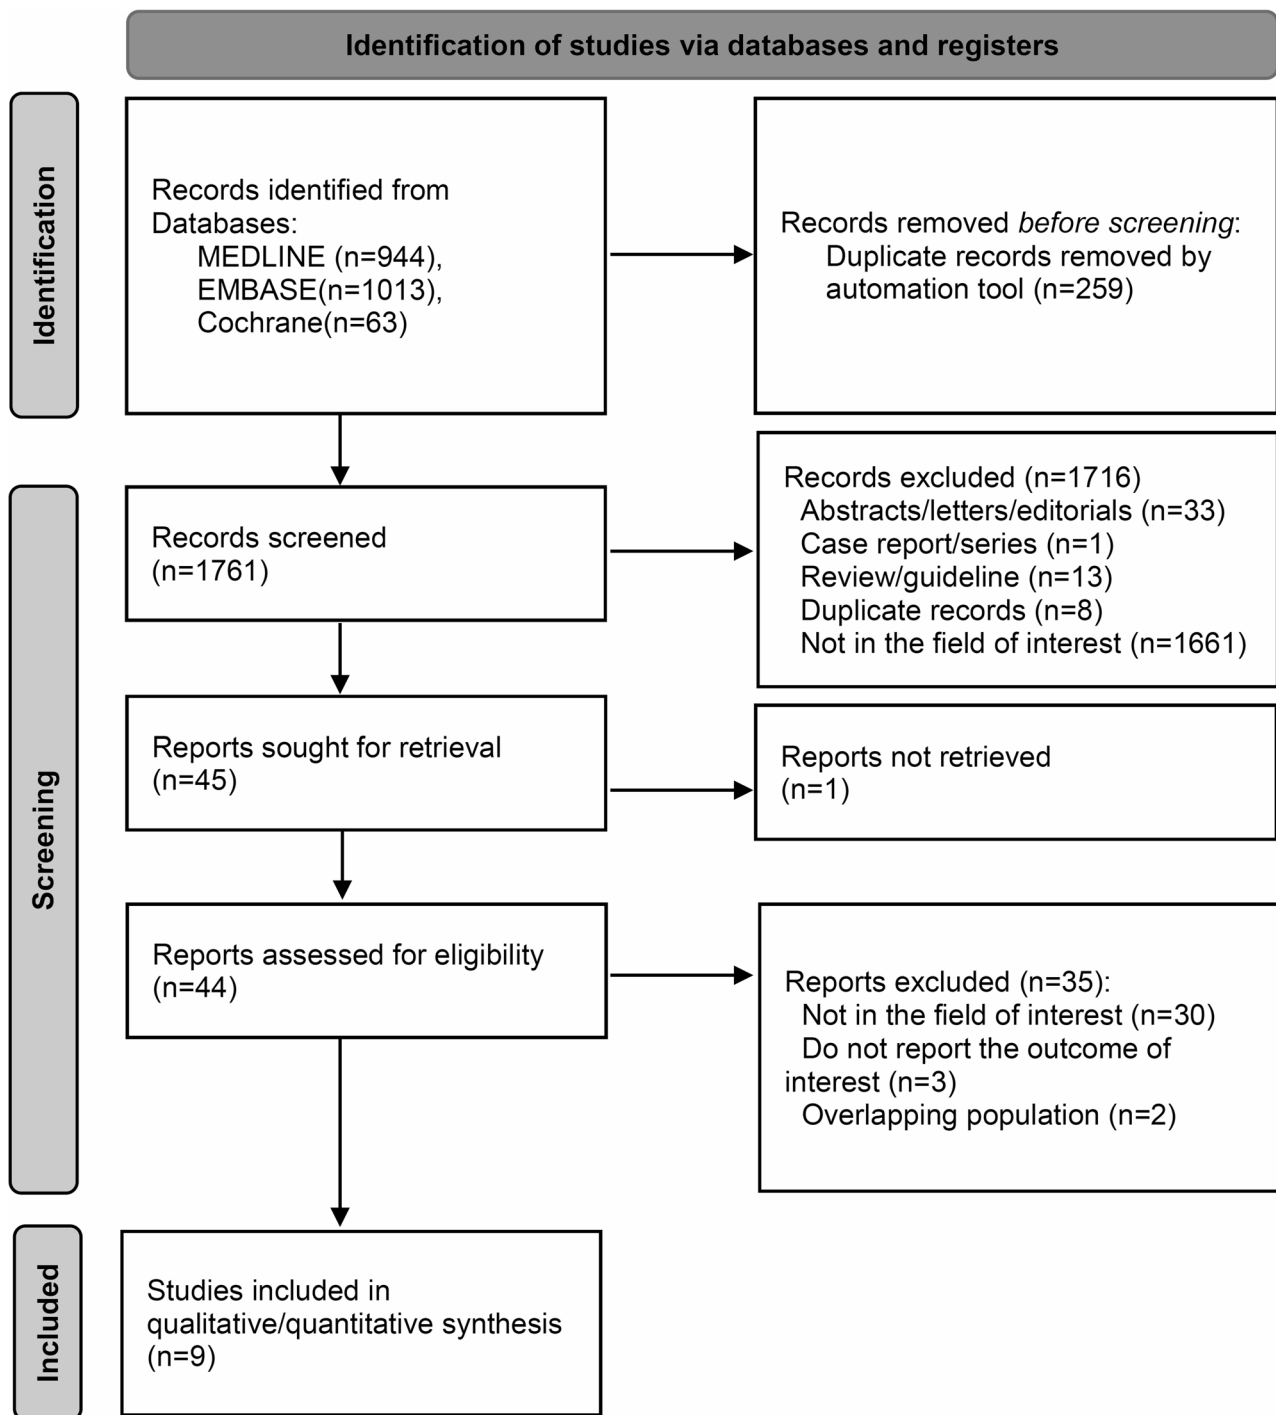 Identification of studies via databases and registers
Identification
Records identified from
Databases:
MEDLINE (n=944),
EMBASE(n=1013),
Cochrane(n=63)
Records removed before screening:
Duplicate records removed by
automation tool (n=259)
Screening
Records screened
(n=1761)
Records excluded (n=1716)
Abstracts/letters/editorials (n=33)
Case report/series (n=1)
Review/guideline (n=13)
Duplicate records (n=8)
Not in the field of interest (n=1661)
Reports sought for retrieval
(n=45)
Reports not retrieved
(n=1)
Reports assessed for eligibility
(n=44)
Reports excluded (n=35):
Not in the field of interest (n=30)
Do not report the outcome of
interest (n=3)
Overlapping population (n=2)
Included
Studies included in
qualitative/quantitative synthesis
(n=9)